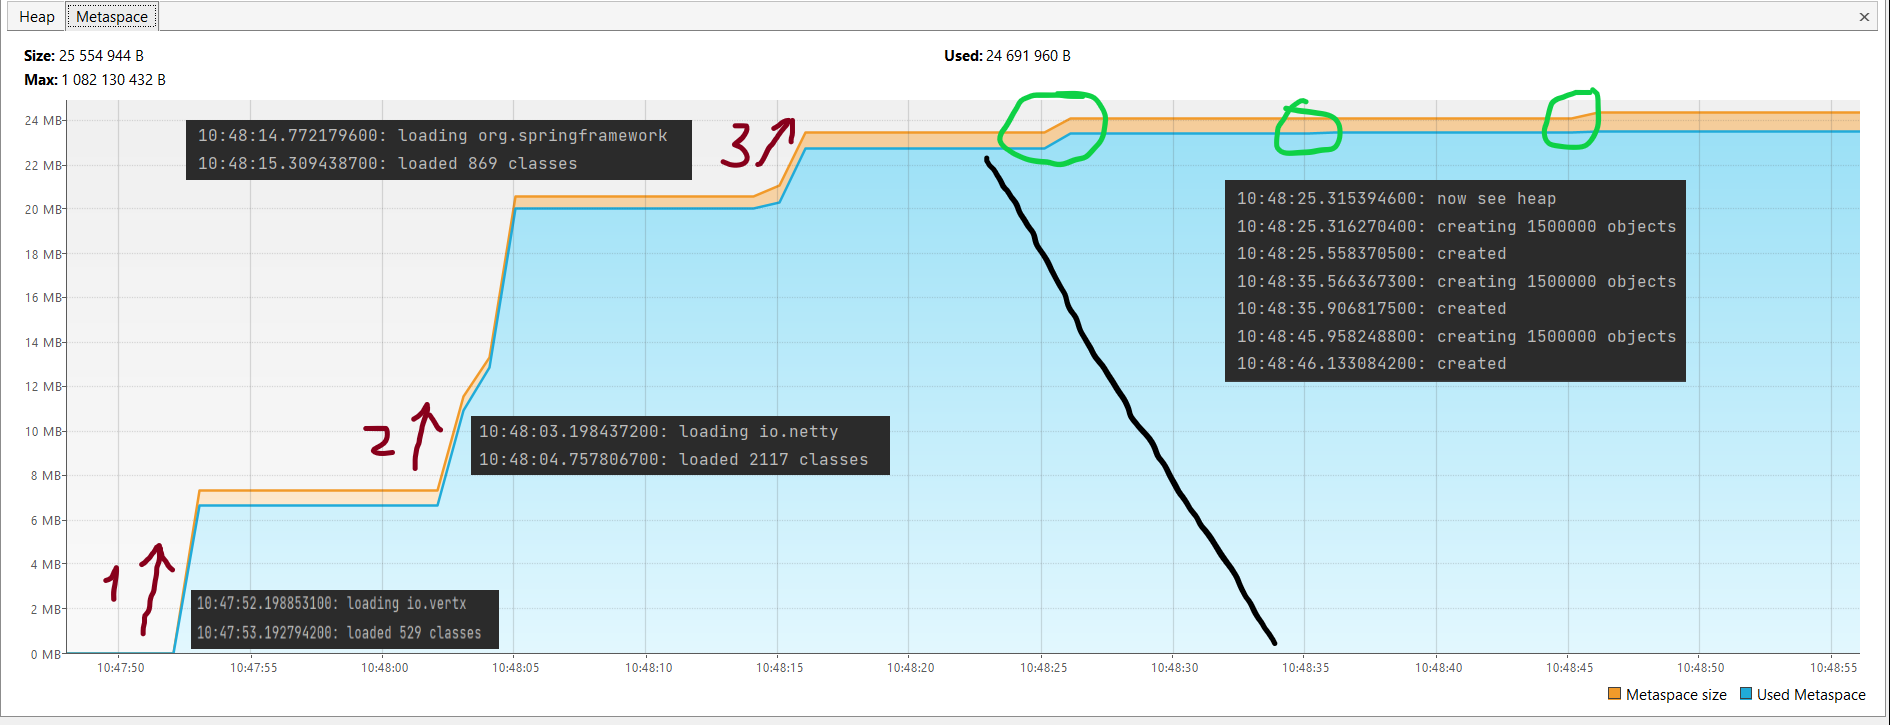 Heap Metaspace
Size: 25 554 944 B
Used: 24 691 960 B
Max: 1 082 130 432 B
24 MB
22 MB
20 MB
18 MB
16 MB
14 MB
12 MB
10 MB
8 MB
6 MB
4 MB
2 MB
0 MB
10:48:14.772179600: loading org.springframework
10:48:15.309438700: loaded 869 classes
3
10:48:25.315394600: now see heap
10:48:25.316270400: creating 1500000 objects
10:48:25.558370500: created
10:48:35.566367300: creating 1500000 objects
10:48:35.906817500: created
10:48:45.958248800: creating 1500000 objects
10:48:46.133084200: created
2
10:48:03.198437200: loading io.netty
10:48:04.757806700: loaded 2117 classes
1
10:47:52.198853100: loading io.vertx
10:47:53.192794200: loaded 529 classes
10:47:50 10:47:55 10:48:00 10:48:05 10:48:10 10:48:15 10:48:20 10:48:25 10:48:30 10:48:35 10:48:40 10:48:45 10:48:50 10:48:55
Metaspace size Used Metaspace